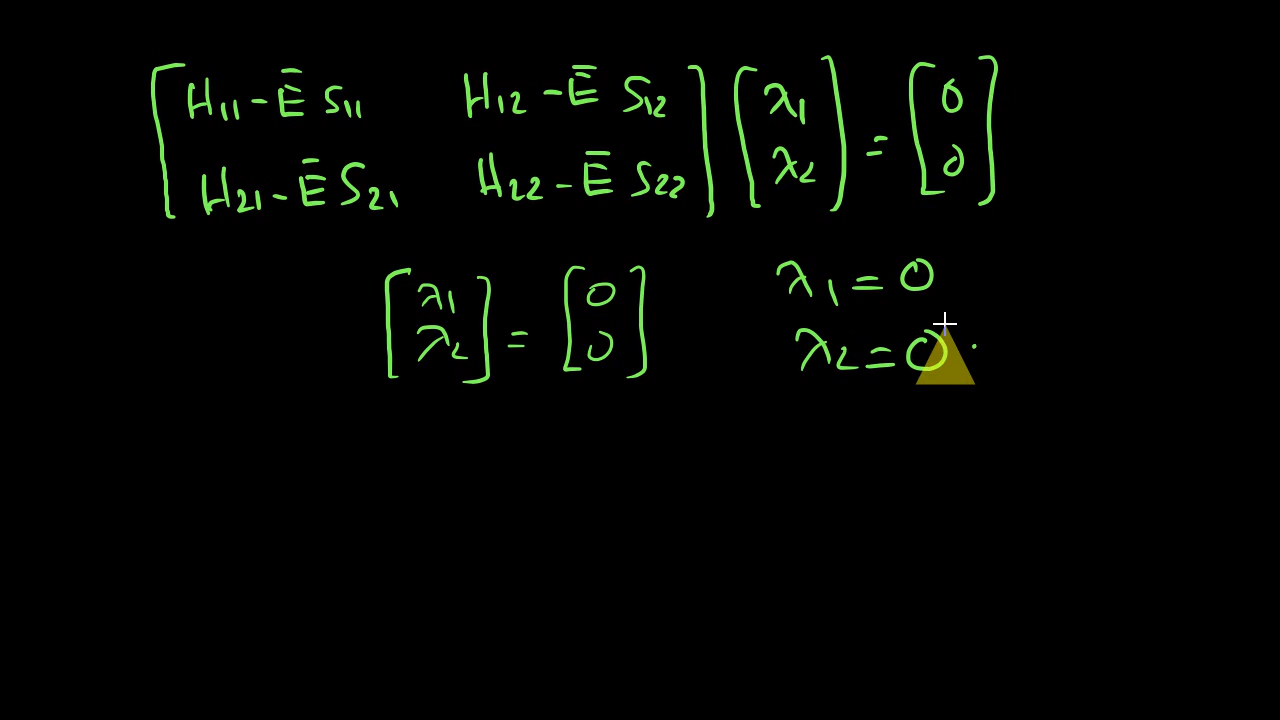 [H11 - Ē S11 H12 - Ē S12] [λ1] = [0]
[H21 - Ē S21 H22 - Ē S22] [λ2] [0]
[λ1] = [0] λ1 = 0
[λ2] [0] λ2 = 0 .